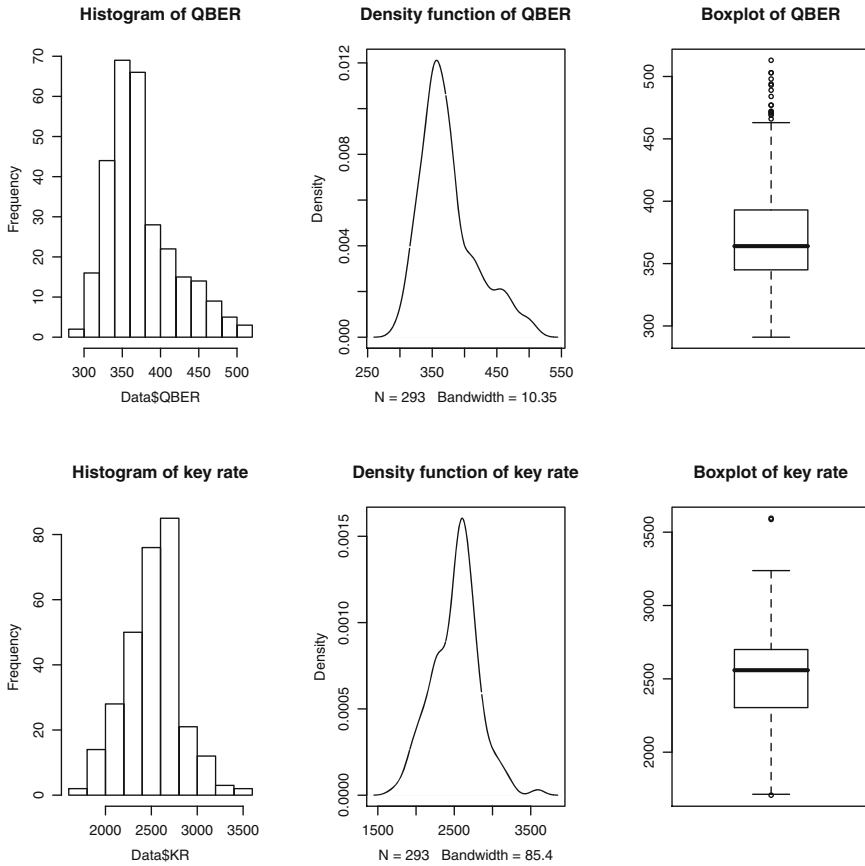 Histogram of QBER
Frequency
0 10 20 30 40 50 60 70
300 350 400 450 500
Data$QBER
Density function of QBER
Density
0.000 0.004 0.008 0.012
250 350 450 550
N = 293 Bandwidth = 10.35
Boxplot of QBER
300 350 400 450 500
Histogram of key rate
Frequency
0 20 40 60 80
2000 2500 3000 3500
Data$KR
Density function of key rate
Density
0.0000 0.0005 0.0010 0.0015
1500 2500 3500
N = 293 Bandwidth = 85.4
Boxplot of key rate
2000 2500 3000 3500